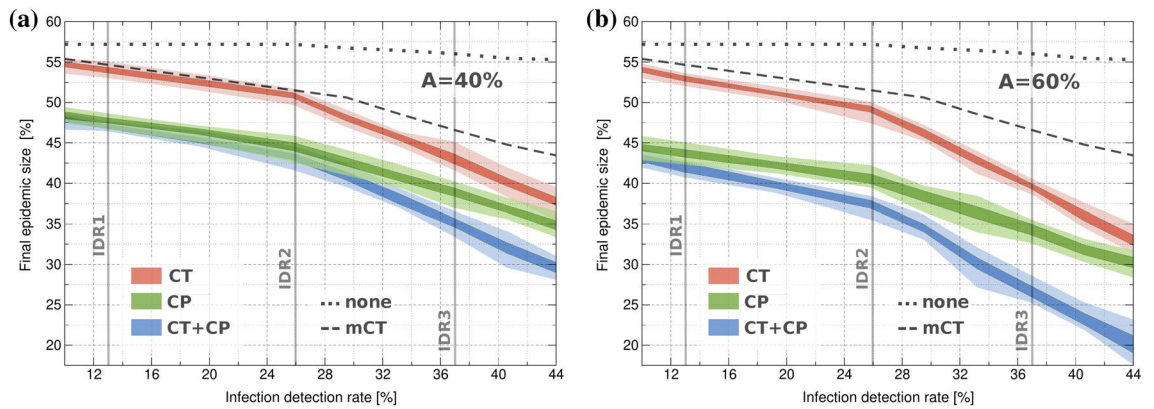 (a)
60
55
50
45
40
35
30
25
20
Final epidemic size [%]
A=40%
IDR1
IDR2
IDR3
CT
CP
CT+CP
none
mCT
12 16 20 24 28 32 36 40 44
Infection detection rate [%]
(b)
60
55
50
45
40
35
30
25
20
Final epidemic size [%]
A=60%
IDR1
IDR2
IDR3
CT
CP
CT+CP
none
mCT
12 16 20 24 28 32 36 40 44
Infection detection rate [%]